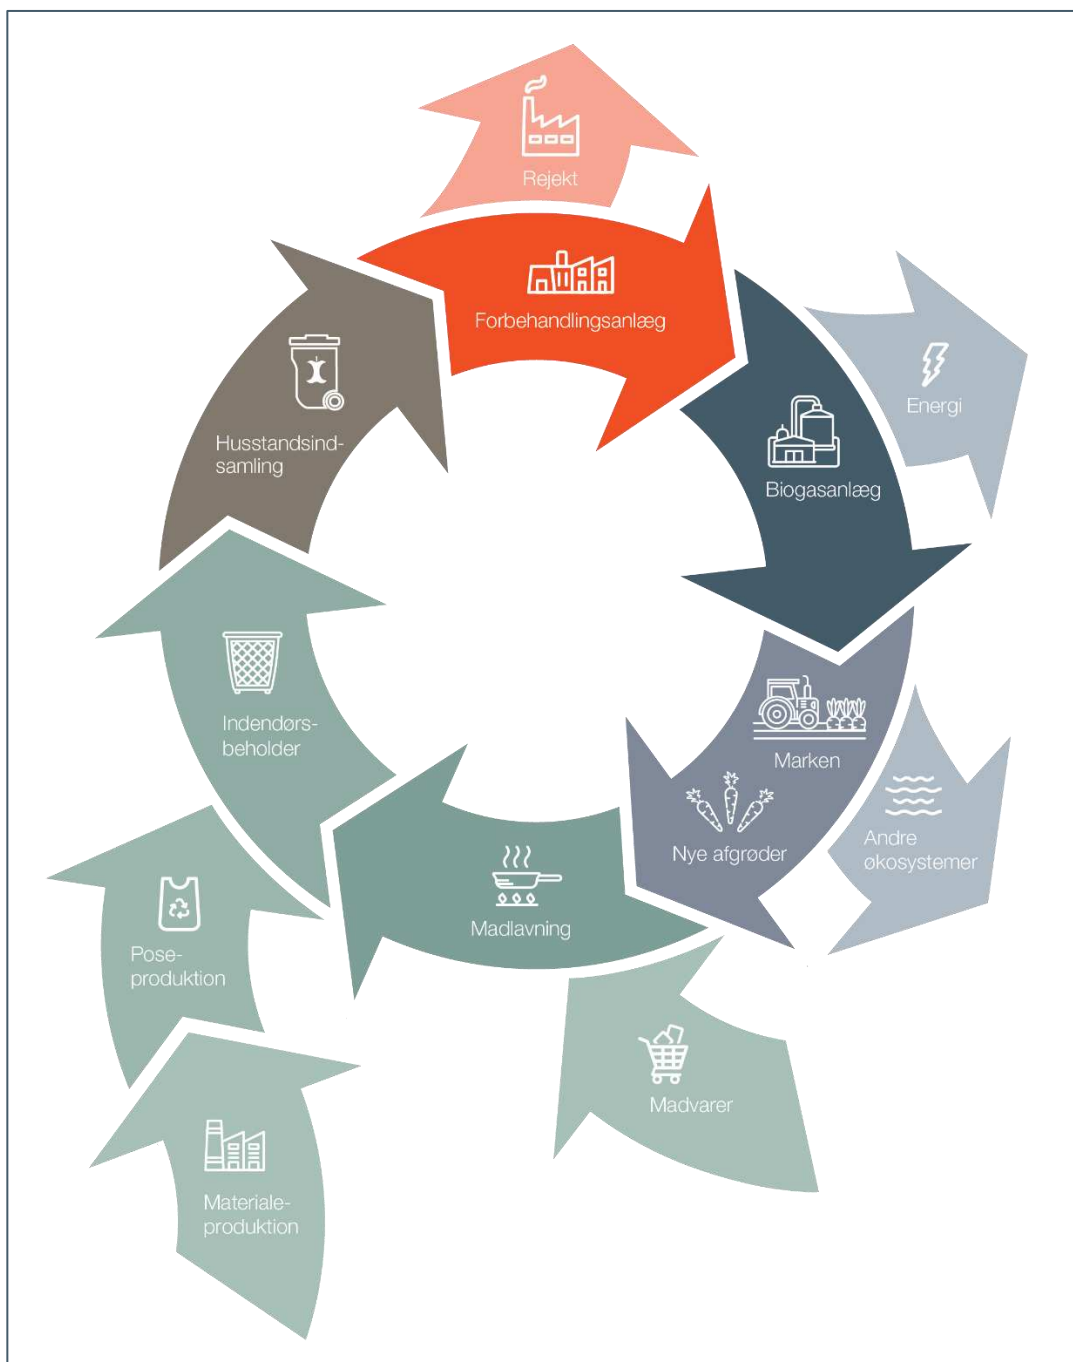 Rejekt
Forbehandlingsanlæg
Energi
Husstandsind-
samling
Biogasanlæg
Indendørs-
beholder
Marken
Nye afgrøder
Andre
økosystemer
Madlavning
Pose-
produktion
Madvarer
Materiale-
produktion